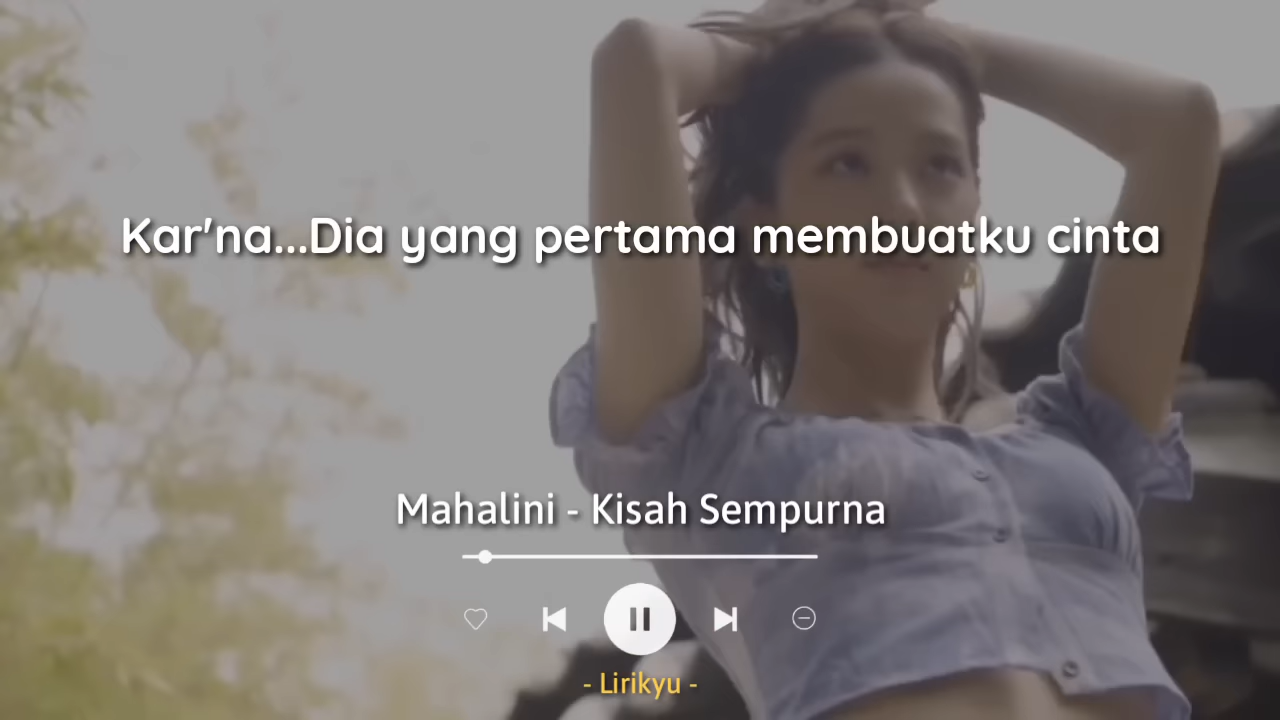 Kar'na...Dia yang pertama membuatku cinta
Mahalini - Kisah Sempurna
- Lirikyu -